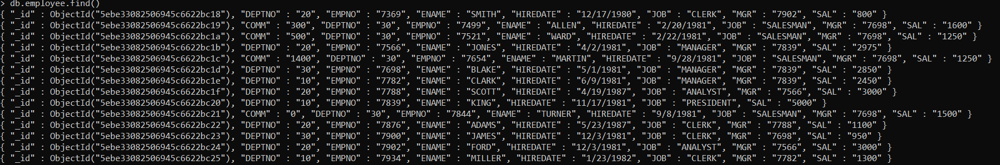 > db.employee.find()
{ "_id" : ObjectId("5ebe33082506945c6622bc18"), "DEPTNO" : "20", "EMPNO" : "7369", "ENAME" : "SMITH", "HIREDATE" : "12/17/1980", "JOB" : "CLERK", "MGR" : "7902", "SAL" : "800" }
{ "_id" : ObjectId("5ebe33082506945c6622bc19"), "COMM" : "300", "DEPTNO" : "30", "EMPNO" : "7499", "ENAME" : "ALLEN", "HIREDATE" : "2/20/1981", "JOB" : "SALESMAN", "MGR" : "7698", "SAL" : "1600" }
{ "_id" : ObjectId("5ebe33082506945c6622bc1a"), "COMM" : "500", "DEPTNO" : "30", "EMPNO" : "7521", "ENAME" : "WARD", "HIREDATE" : "2/22/1981", "JOB" : "SALESMAN", "MGR" : "7698", "SAL" : "1250" }
{ "_id" : ObjectId("5ebe33082506945c6622bc1b"), "DEPTNO" : "20", "EMPNO" : "7566", "ENAME" : "JONES", "HIREDATE" : "4/2/1981", "JOB" : "MANAGER", "MGR" : "7839", "SAL" : "2975" }
{ "_id" : ObjectId("5ebe33082506945c6622bc1c"), "COMM" : "1400", "DEPTNO" : "30", "EMPNO" : "7654", "ENAME" : "MARTIN", "HIREDATE" : "9/28/1981", "JOB" : "SALESMAN", "MGR" : "7698", "SAL" : "1250" }
{ "_id" : ObjectId("5ebe33082506945c6622bc1d"), "DEPTNO" : "30", "EMPNO" : "7698", "ENAME" : "BLAKE", "HIREDATE" : "5/1/1981", "JOB" : "MANAGER", "MGR" : "7839", "SAL" : "2850" }
{ "_id" : ObjectId("5ebe33082506945c6622bc1e"), "DEPTNO" : "10", "EMPNO" : "7782", "ENAME" : "CLARK", "HIREDATE" : "6/9/1981", "JOB" : "MANAGER", "MGR" : "7839", "SAL" : "2450" }
{ "_id" : ObjectId("5ebe33082506945c6622bc1f"), "DEPTNO" : "20", "EMPNO" : "7788", "ENAME" : "SCOTT", "HIREDATE" : "4/19/1987", "JOB" : "ANALYST", "MGR" : "7566", "SAL" : "3000" }
{ "_id" : ObjectId("5ebe33082506945c6622bc20"), "DEPTNO" : "10", "EMPNO" : "7839", "ENAME" : "KING", "HIREDATE" : "11/17/1981", "JOB" : "PRESIDENT", "SAL" : "5000" }
{ "_id" : ObjectId("5ebe33082506945c6622bc21"), "COMM" : "0", "DEPTNO" : "30", "EMPNO" : "7844", "ENAME" : "TURNER", "HIREDATE" : "9/8/1981", "JOB" : "SALESMAN", "MGR" : "7698", "SAL" : "1500" }
{ "_id" : ObjectId("5ebe33082506945c6622bc22"), "DEPTNO" : "20", "EMPNO" : "7876", "ENAME" : "ADAMS", "HIREDATE" : "5/23/1987", "JOB" : "CLERK", "MGR" : "7788", "SAL" : "1100" }
{ "_id" : ObjectId("5ebe33082506945c6622bc23"), "DEPTNO" : "30", "EMPNO" : "7900", "ENAME" : "JAMES", "HIREDATE" : "12/3/1981", "JOB" : "CLERK", "MGR" : "7698", "SAL" : "950" }
{ "_id" : ObjectId("5ebe33082506945c6622bc24"), "DEPTNO" : "20", "EMPNO" : "7902", "ENAME" : "FORD", "HIREDATE" : "12/3/1981", "JOB" : "ANALYST", "MGR" : "7566", "SAL" : "3000" }
{ "_id" : ObjectId("5ebe33082506945c6622bc25"), "DEPTNO" : "10", "EMPNO" : "7934", "ENAME" : "MILLER", "HIREDATE" : "1/23/1982", "JOB" : "CLERK", "MGR" : "7782", "SAL" : "1300" }